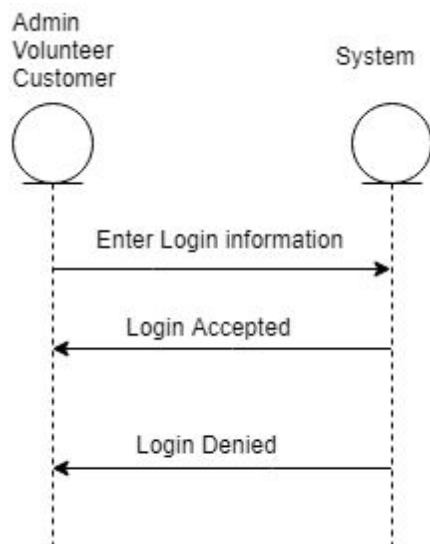 Admin
Volunteer
Customer
System
Enter Login information
Login Accepted
Login Denied